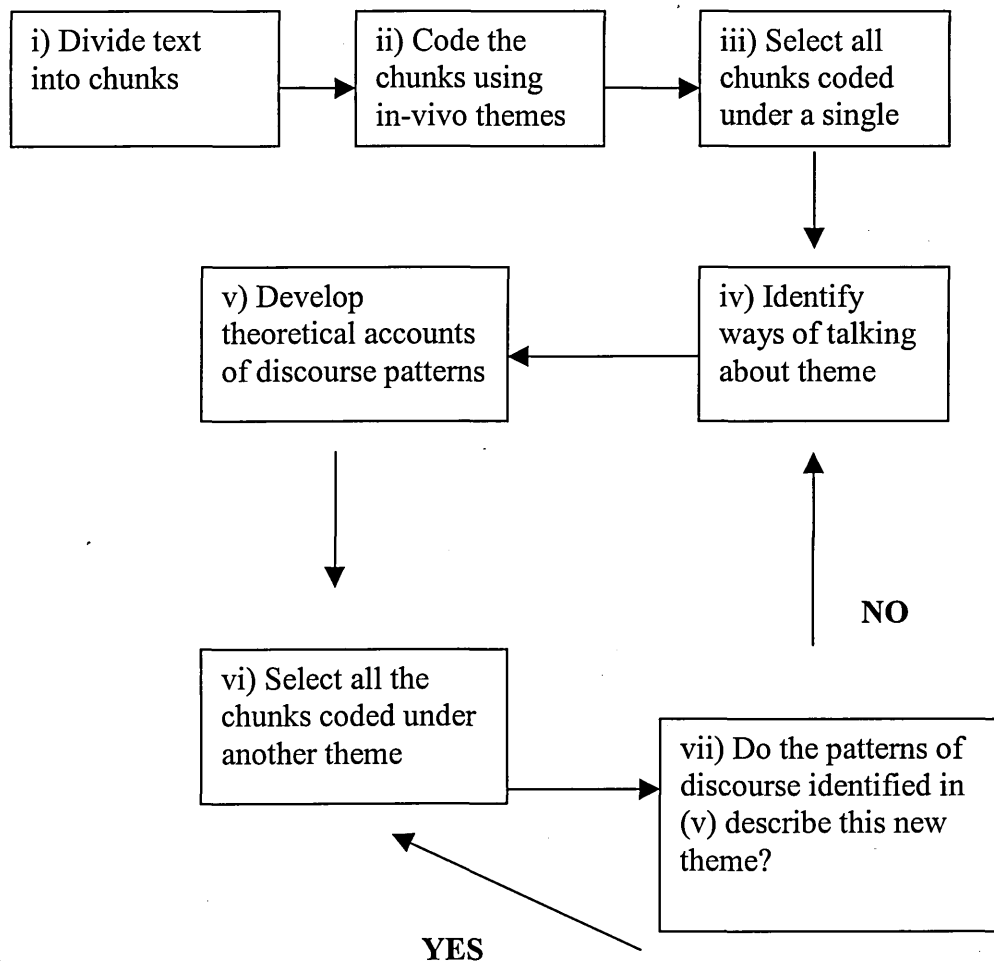 i) Divide text
into chunks
ii) Code the
chunks using
in-vivo themes
iii) Select all
chunks coded
under a single
iv) Identify
ways of talking
about theme
v) Develop
theoretical accounts
of discourse patterns
vi) Select all the
chunks coded under
another theme
vii) Do the patterns of
discourse identified in
(v) describe this new
theme?
NO
YES